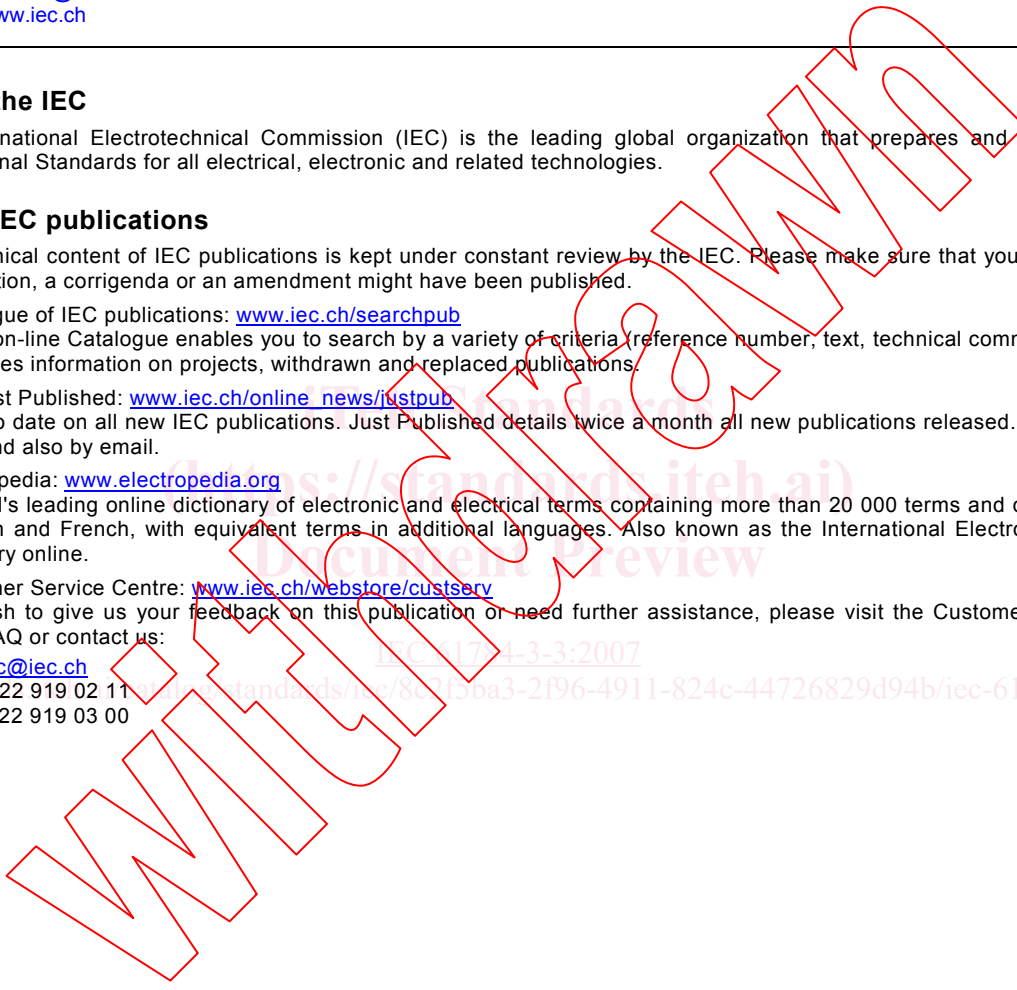 ww.iec.ch
the IEC
national Electrotechnical Commission (IEC) is the leading global organization that prepares and
nal Standards for all electrical, electronic and related technologies.
EC publications
nical content of IEC publications is kept under constant review by the IEC. Please make sure that you
tion, a corrigenda or an amendment might have been published.
gue of IEC publications: www.iec.ch/searchpub
on-line Catalogue enables you to search by a variety of criteria (reference number, text, technical comm
es information on projects, withdrawn and replaced publications.
st Published: www.iec.ch/online_news/justpub
o date on all new IEC publications. Just Published details twice a month all new publications released.
nd also by email.
pedia: www.electropedia.org
d's leading online dictionary of electronic and electrical terms containing more than 20 000 terms and
n and French, with equivalent terms in additional languages. Also known as the International Electro
ry online.
ner Service Centre: www.iec.ch/webstore/custserv
sh to give us your feedback on this publication or need further assistance, please visit the Custome
AQ or contact us:
c@iec.ch
22 919 02 11
22 919 03 00
iTeh Standards
(https://standards.iteh.ai)
Document Preview
IEC 61784-3-3:2007
catalog/standards/iec/8c2f5ba3-2f96-4911-824c-44726829d94b/iec-61
withdrawn